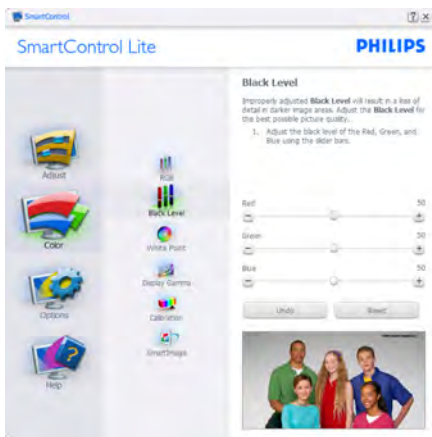 SmartControl
SmartControl Lite
PHILIPS
Adjust
Color
Options
Help
RGB
Black Level
White Point
Display Gamma
Calibration
SmartImage
Black Level
Improperly adjusted Black Level will result in a loss of
detail in darker image areas. Adjust the Black Level for
the best possible picture quality.
1. Adjust the black level of the Red, Green, and
Blue using the slider bars.
Red 50
Green 50
Blue 50
Undo Reset